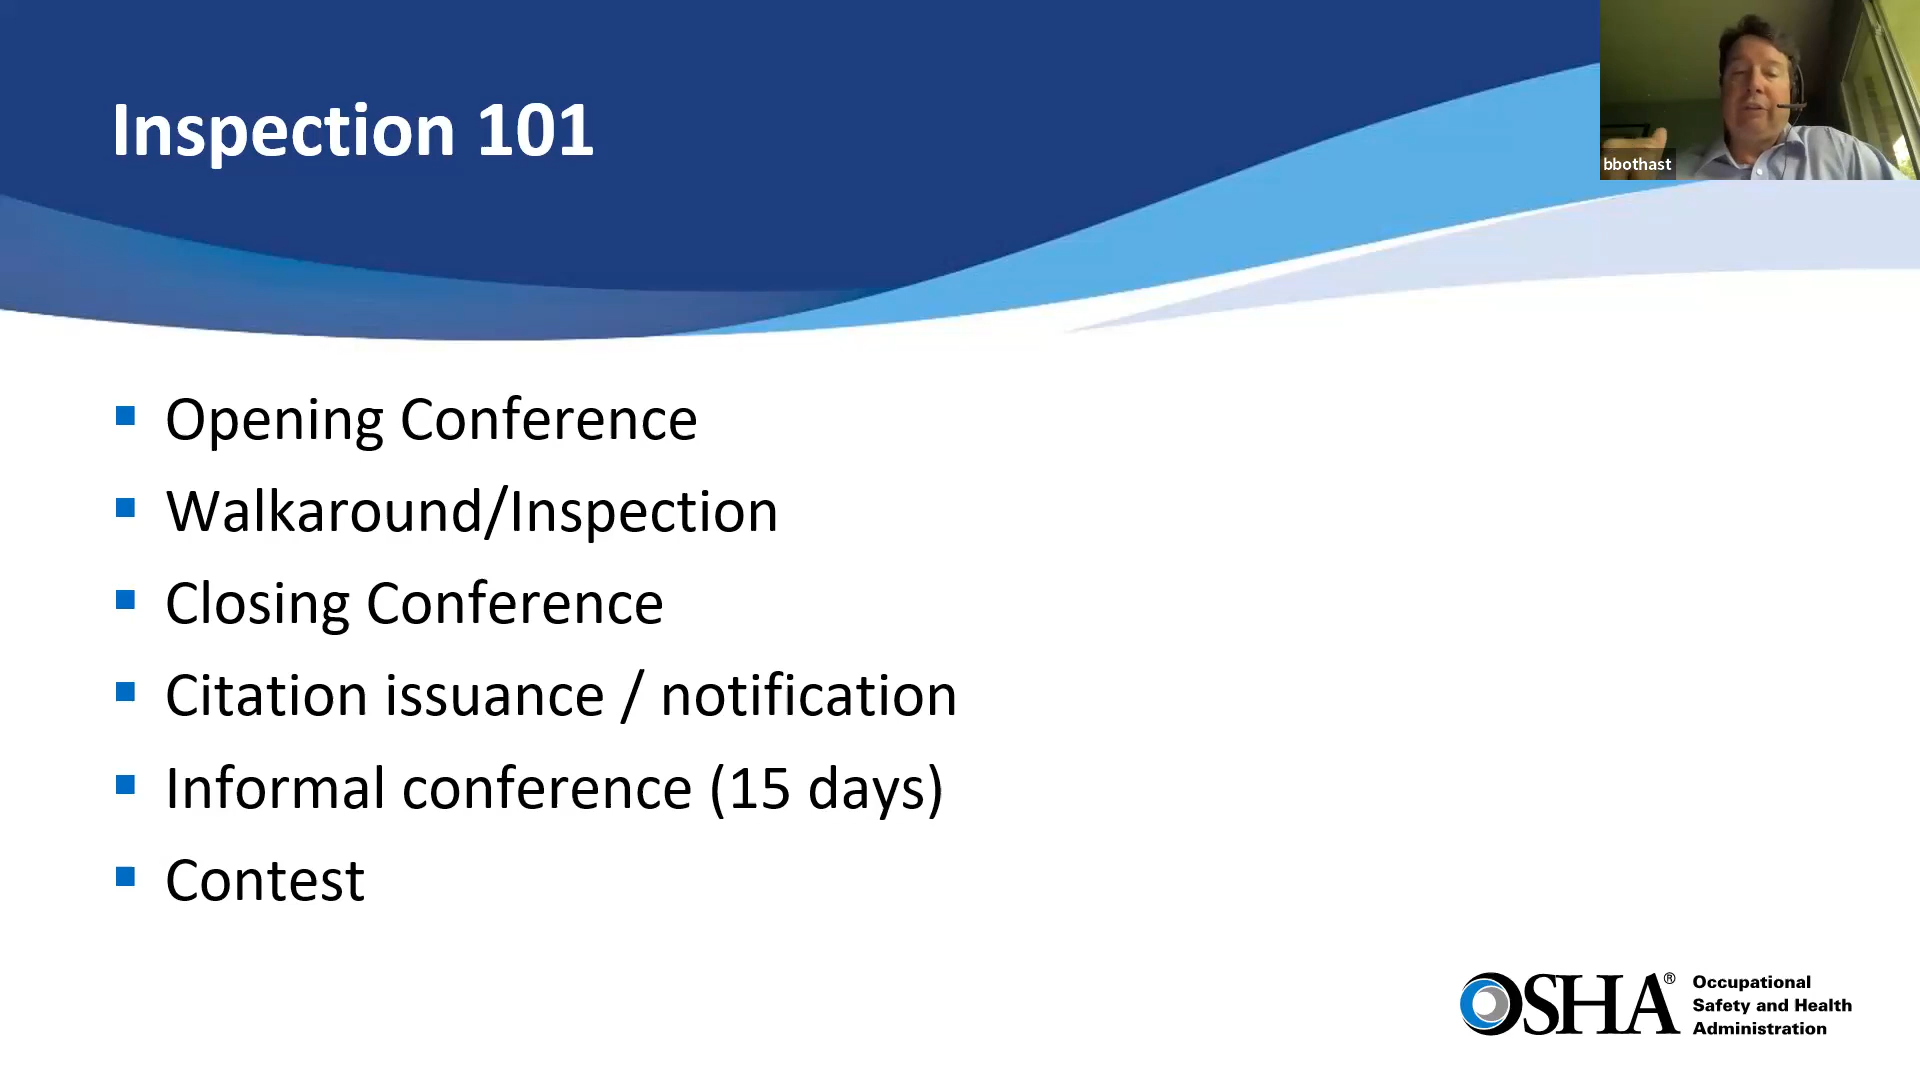 Inspection 101
bbothast
▪ Opening Conference
▪ Walkaround/Inspection
▪ Closing Conference
▪ Citation issuance / notification
▪ Informal conference (15 days)
▪ Contest
OSHA®
Occupational
Safety and Health
Administration